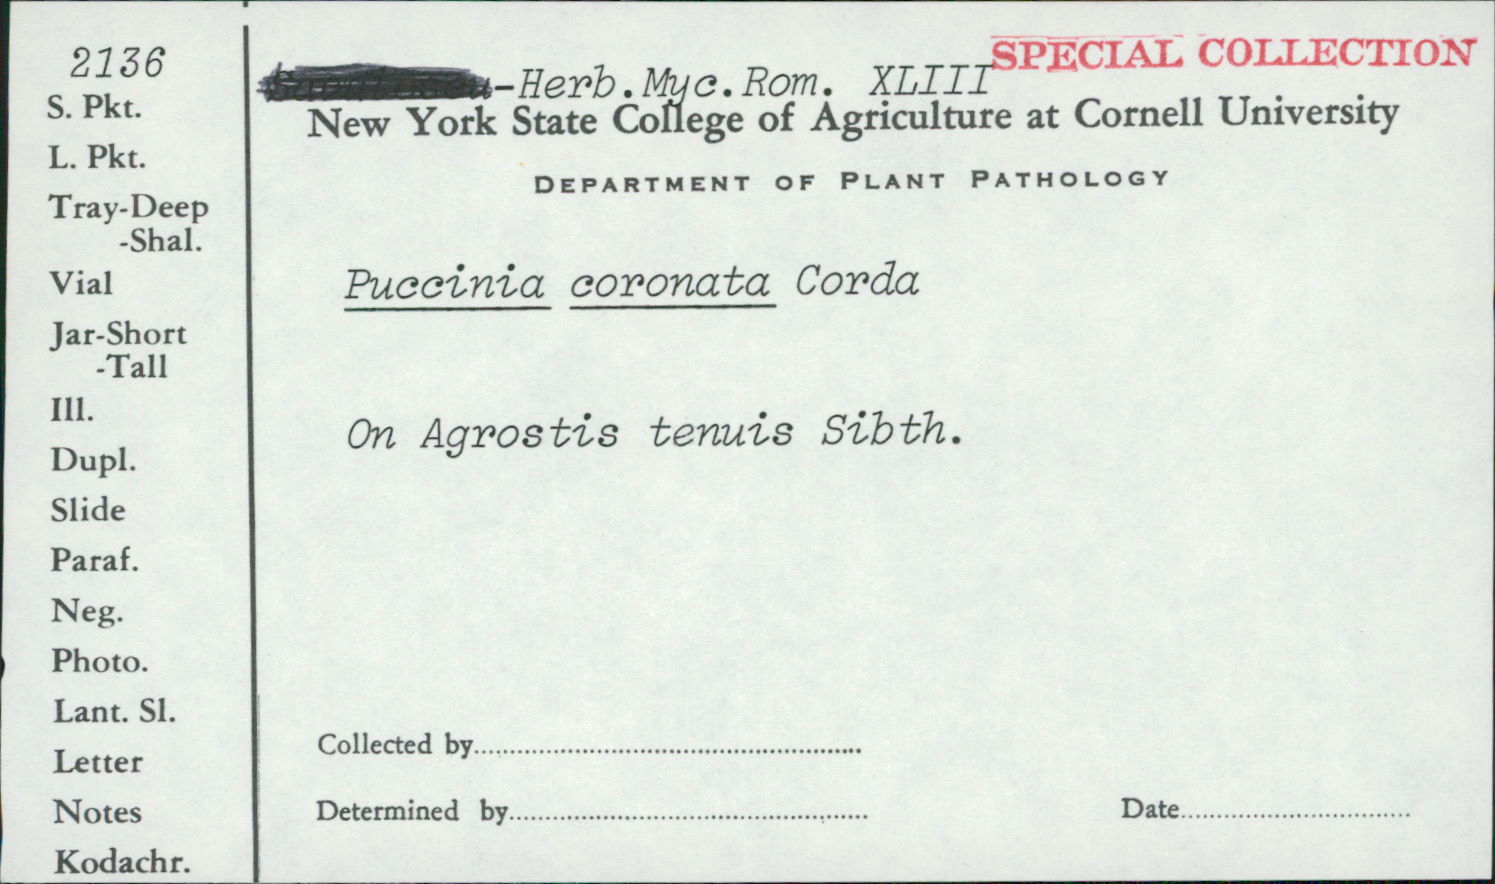 2136
S. Pkt.
L. Pkt.
Tray-Deep
-Shal.
Vial
Jar-Short
-Tall
Ill.
Dupl.
Slide
Paraf.
Neg.
Photo.
Lant. Sl.
Letter
Notes
Kodachr.
SPECIAL COLLECTION
-Herb.Myc.Rom. XLIII
New York State College of Agriculture at Cornell University
DEPARTMENT OF PLANT PATHOLOGY
Puccinia coronata Corda
On Agrostis tenuis Sibth.
Collected by
Determined by
Date